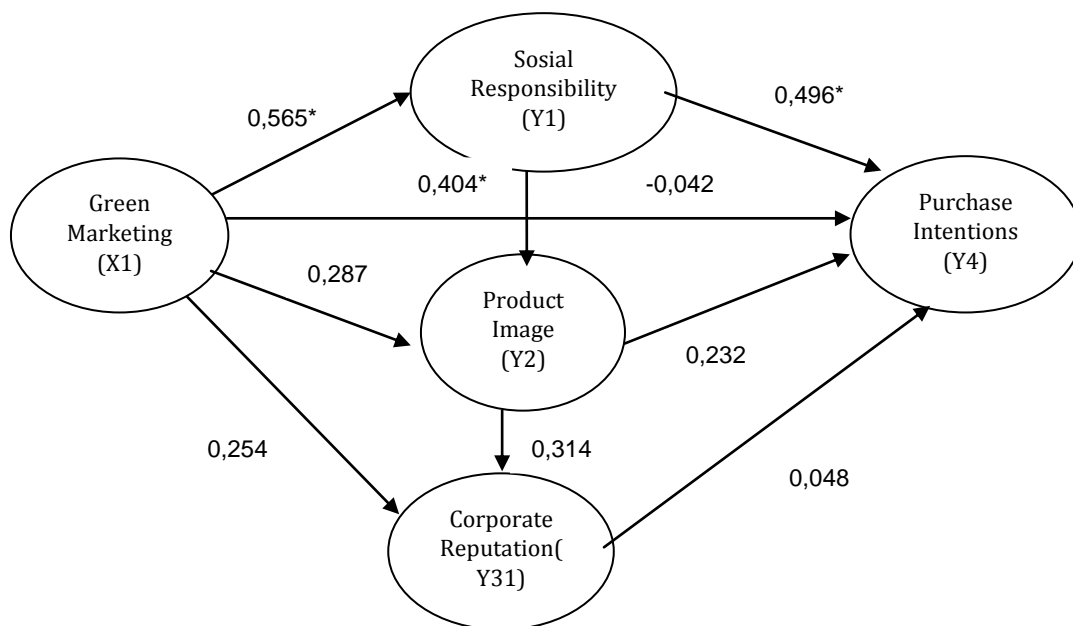 Sosial
Responsibility
(Y1)
0,565*
0,496*
0,404*
-0,042
Green
Marketing
(X1)
Purchase
Intentions
(Y4)
0,287
Product
Image
(Y2)
0,232
0,254
0,314
0,048
Corporate
Reputation(
Y31)